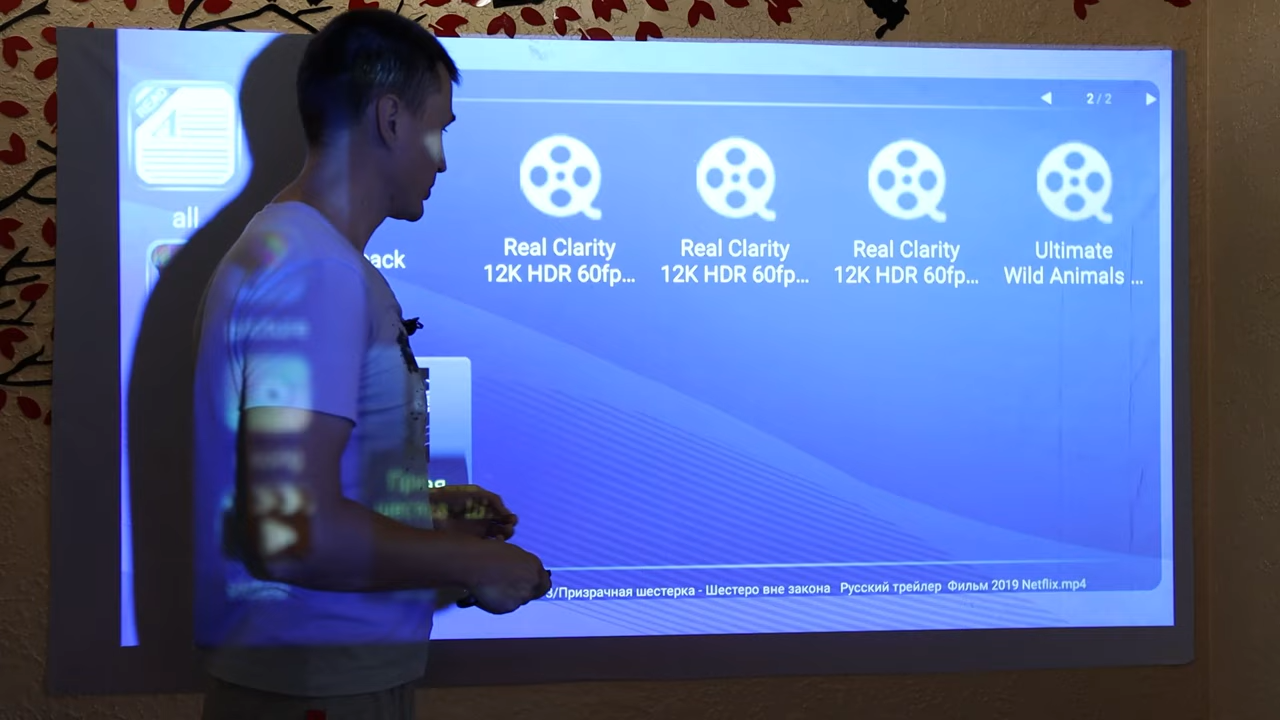 2 / 2
all
Real Clarity
12K HDR 60fp...
Real Clarity
12K HDR 60fp...
Real Clarity
12K HDR 60fp...
Ultimate
Wild Animals ...
/Призрачная шестерка - Шестеро вне закона Русский трейлер Фильм 2019 Netflix.mp4